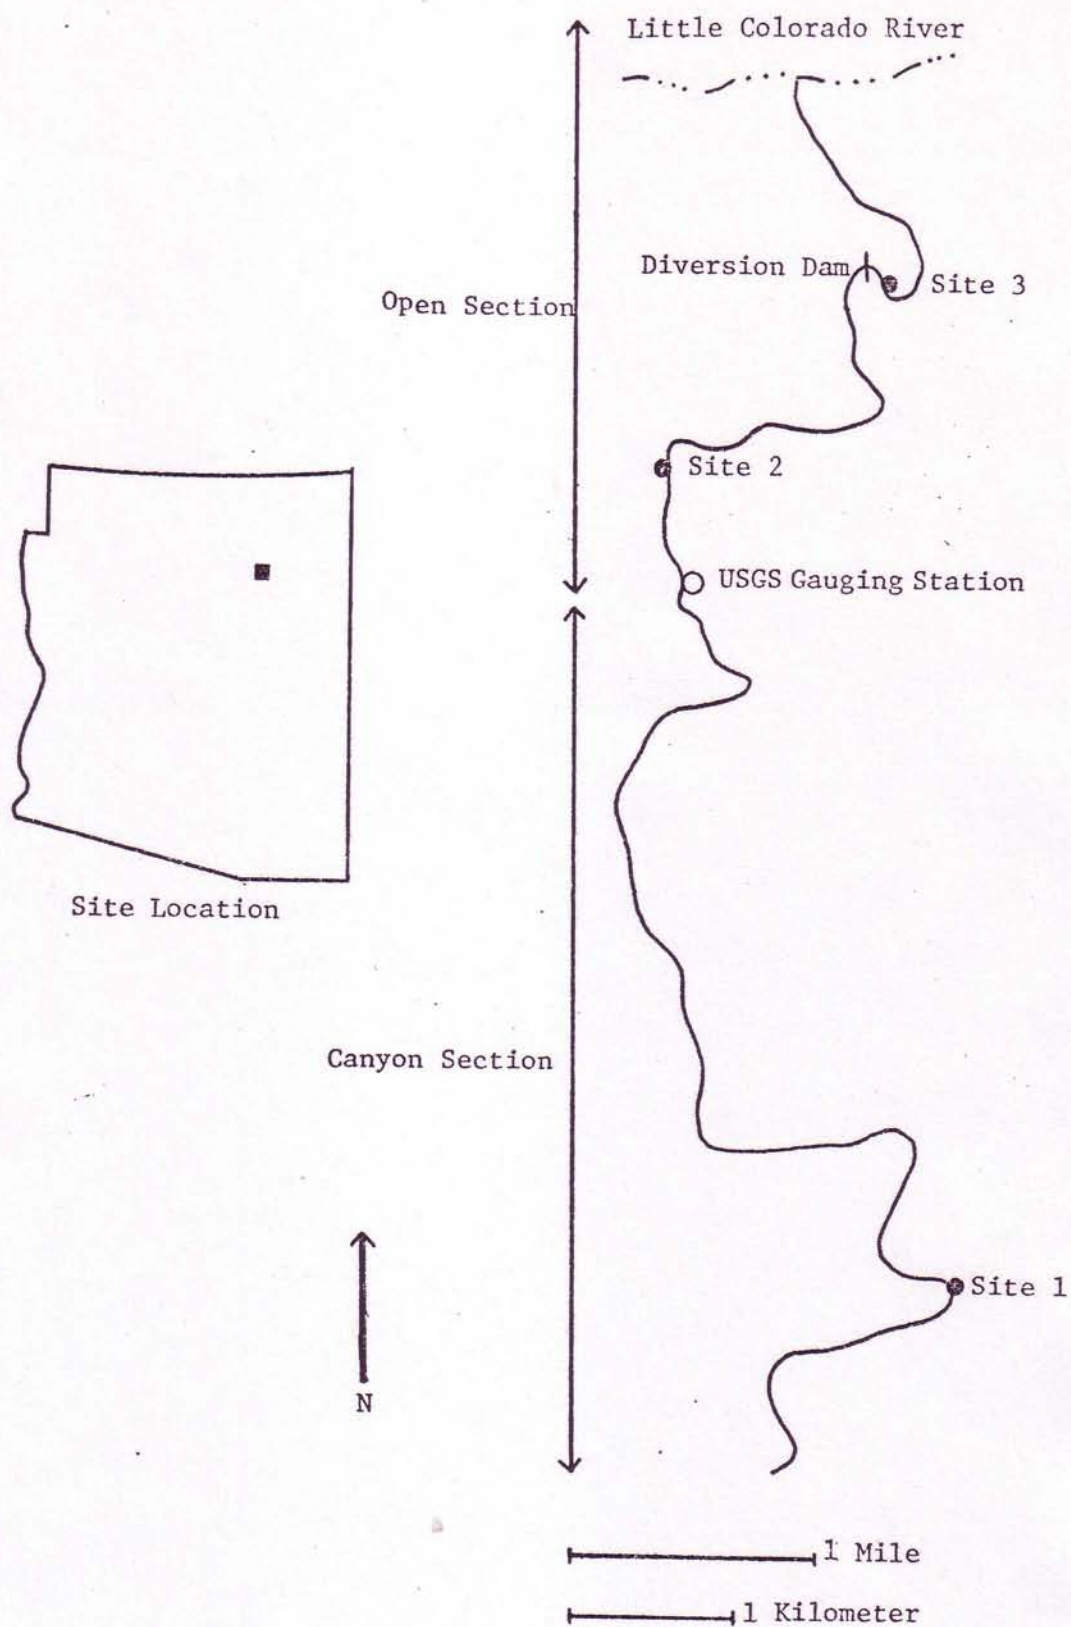 Little Colorado River
Diversion Dam
Site 3
Open Section
Site 2
USGS Gauging Station
Site Location
Canyon Section
Site 1
N
1 Mile
1 Kilometer